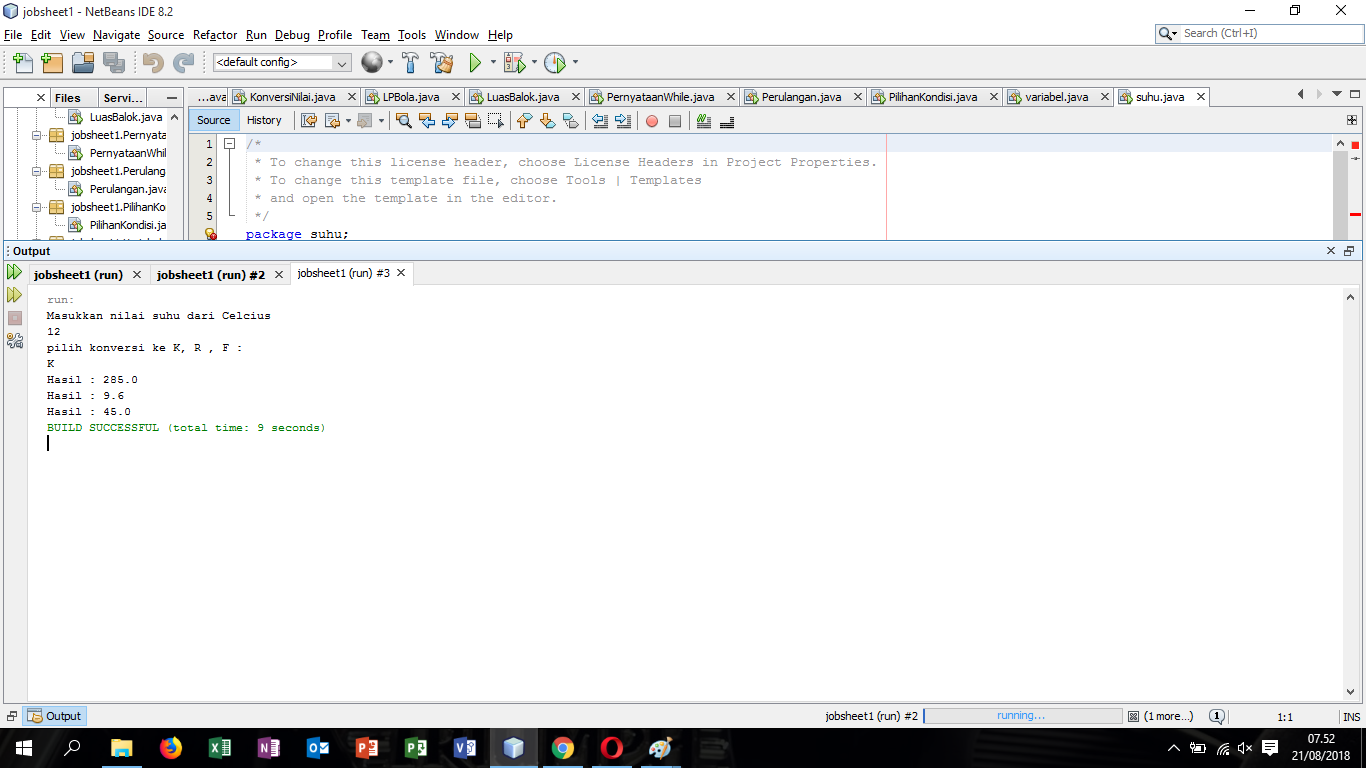 jobsheet1 - NetBeans IDE 8.2
File Edit View Navigate Source Refactor Run Debug Profile Team Tools Window Help
Search (Ctrl+I)
<default config>
Files Servi...
...ava KonversiNilai.java LPBola.java LuasBalok.java PernyataanWhile.java Perulangan.java PilihanKondisi.java variabel.java suhu.java
LuasBalok.java
jobsheet1.Pernyata
PernyataanWhil
jobsheet1.Perulang
Perulangan.java
jobsheet1.PilihanKo
PilihanKondisi.ja
Source History
1 /*
2 * To change this license header, choose License Headers in Project Properties.
3 * To change this template file, choose Tools | Templates
4 * and open the template in the editor.
5 */
package suhu;
Output
jobsheet1 (run) jobsheet1 (run) #2 jobsheet1 (run) #3
run:
Masukkan nilai suhu dari Celcius
12
pilih konversi ke K, R , F :
K
Hasil : 285.0
Hasil : 9.6
Hasil : 45.0
BUILD SUCCESSFUL (total time: 9 seconds)
Output
jobsheet1 (run) #2 running... (1 more...) 1 1:1 INS
07.52
21/08/2018